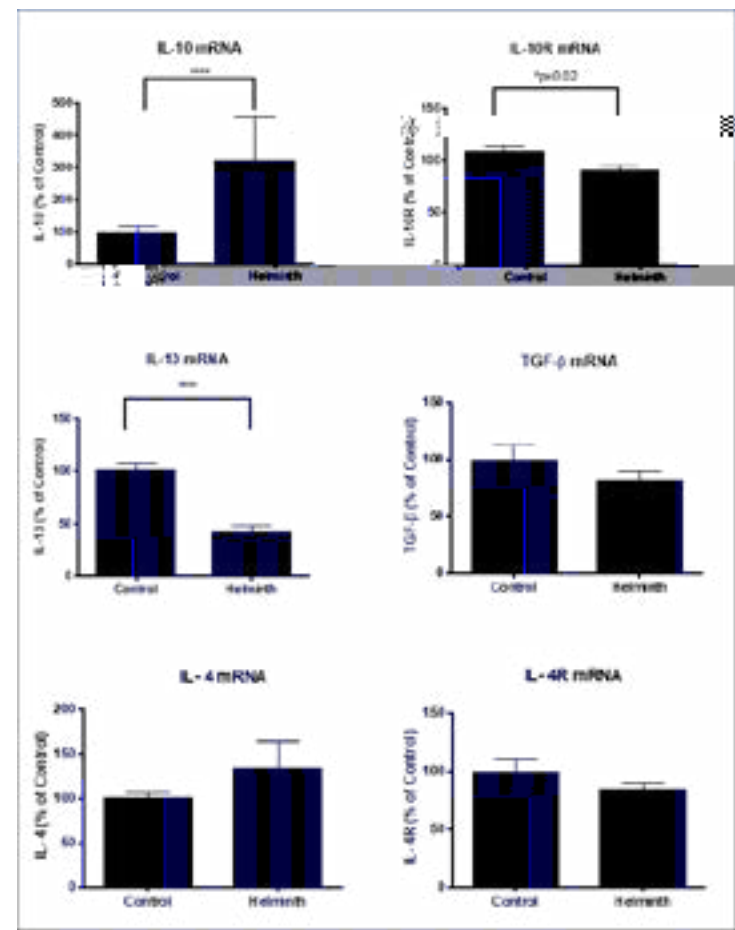 IL-10 mRNA
****
IL-10 (% of Control)
500
400
300
200
100
0
Helminth
IL-10R mRNA
*p=0.02
IL-10R (% of Control)
150
100
50
0
Control
Helminth
IL-13 mRNA
****
IL-13 (% of Control)
150
100
50
0
Control
Helminth
TGF-β mRNA
TGF-β (% of Control)
150
100
50
0
Control
Helminth
IL- 4 mRNA
IL- 4 (% of Control)
200
150
100
50
0
Control
Helminth
IL- 4R mRNA
IL- 4R (% of Control)
150
100
50
0
Control
Helminth